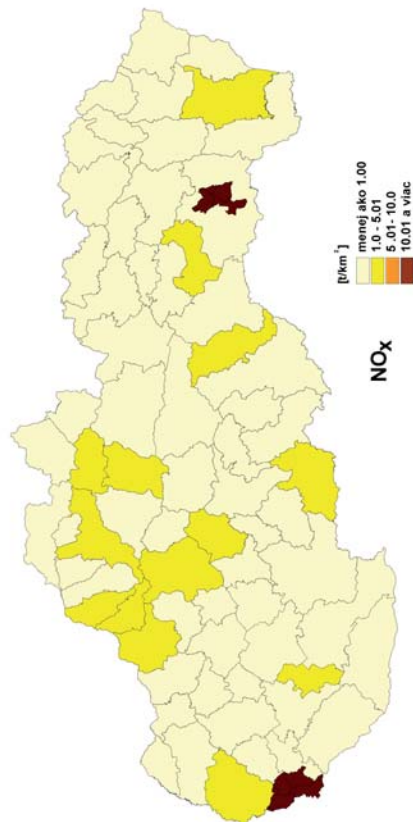 NOx
[t/km²]
menej ako 1.00
1.0 - 5.01
5.01- 10.0
10.01 a viac